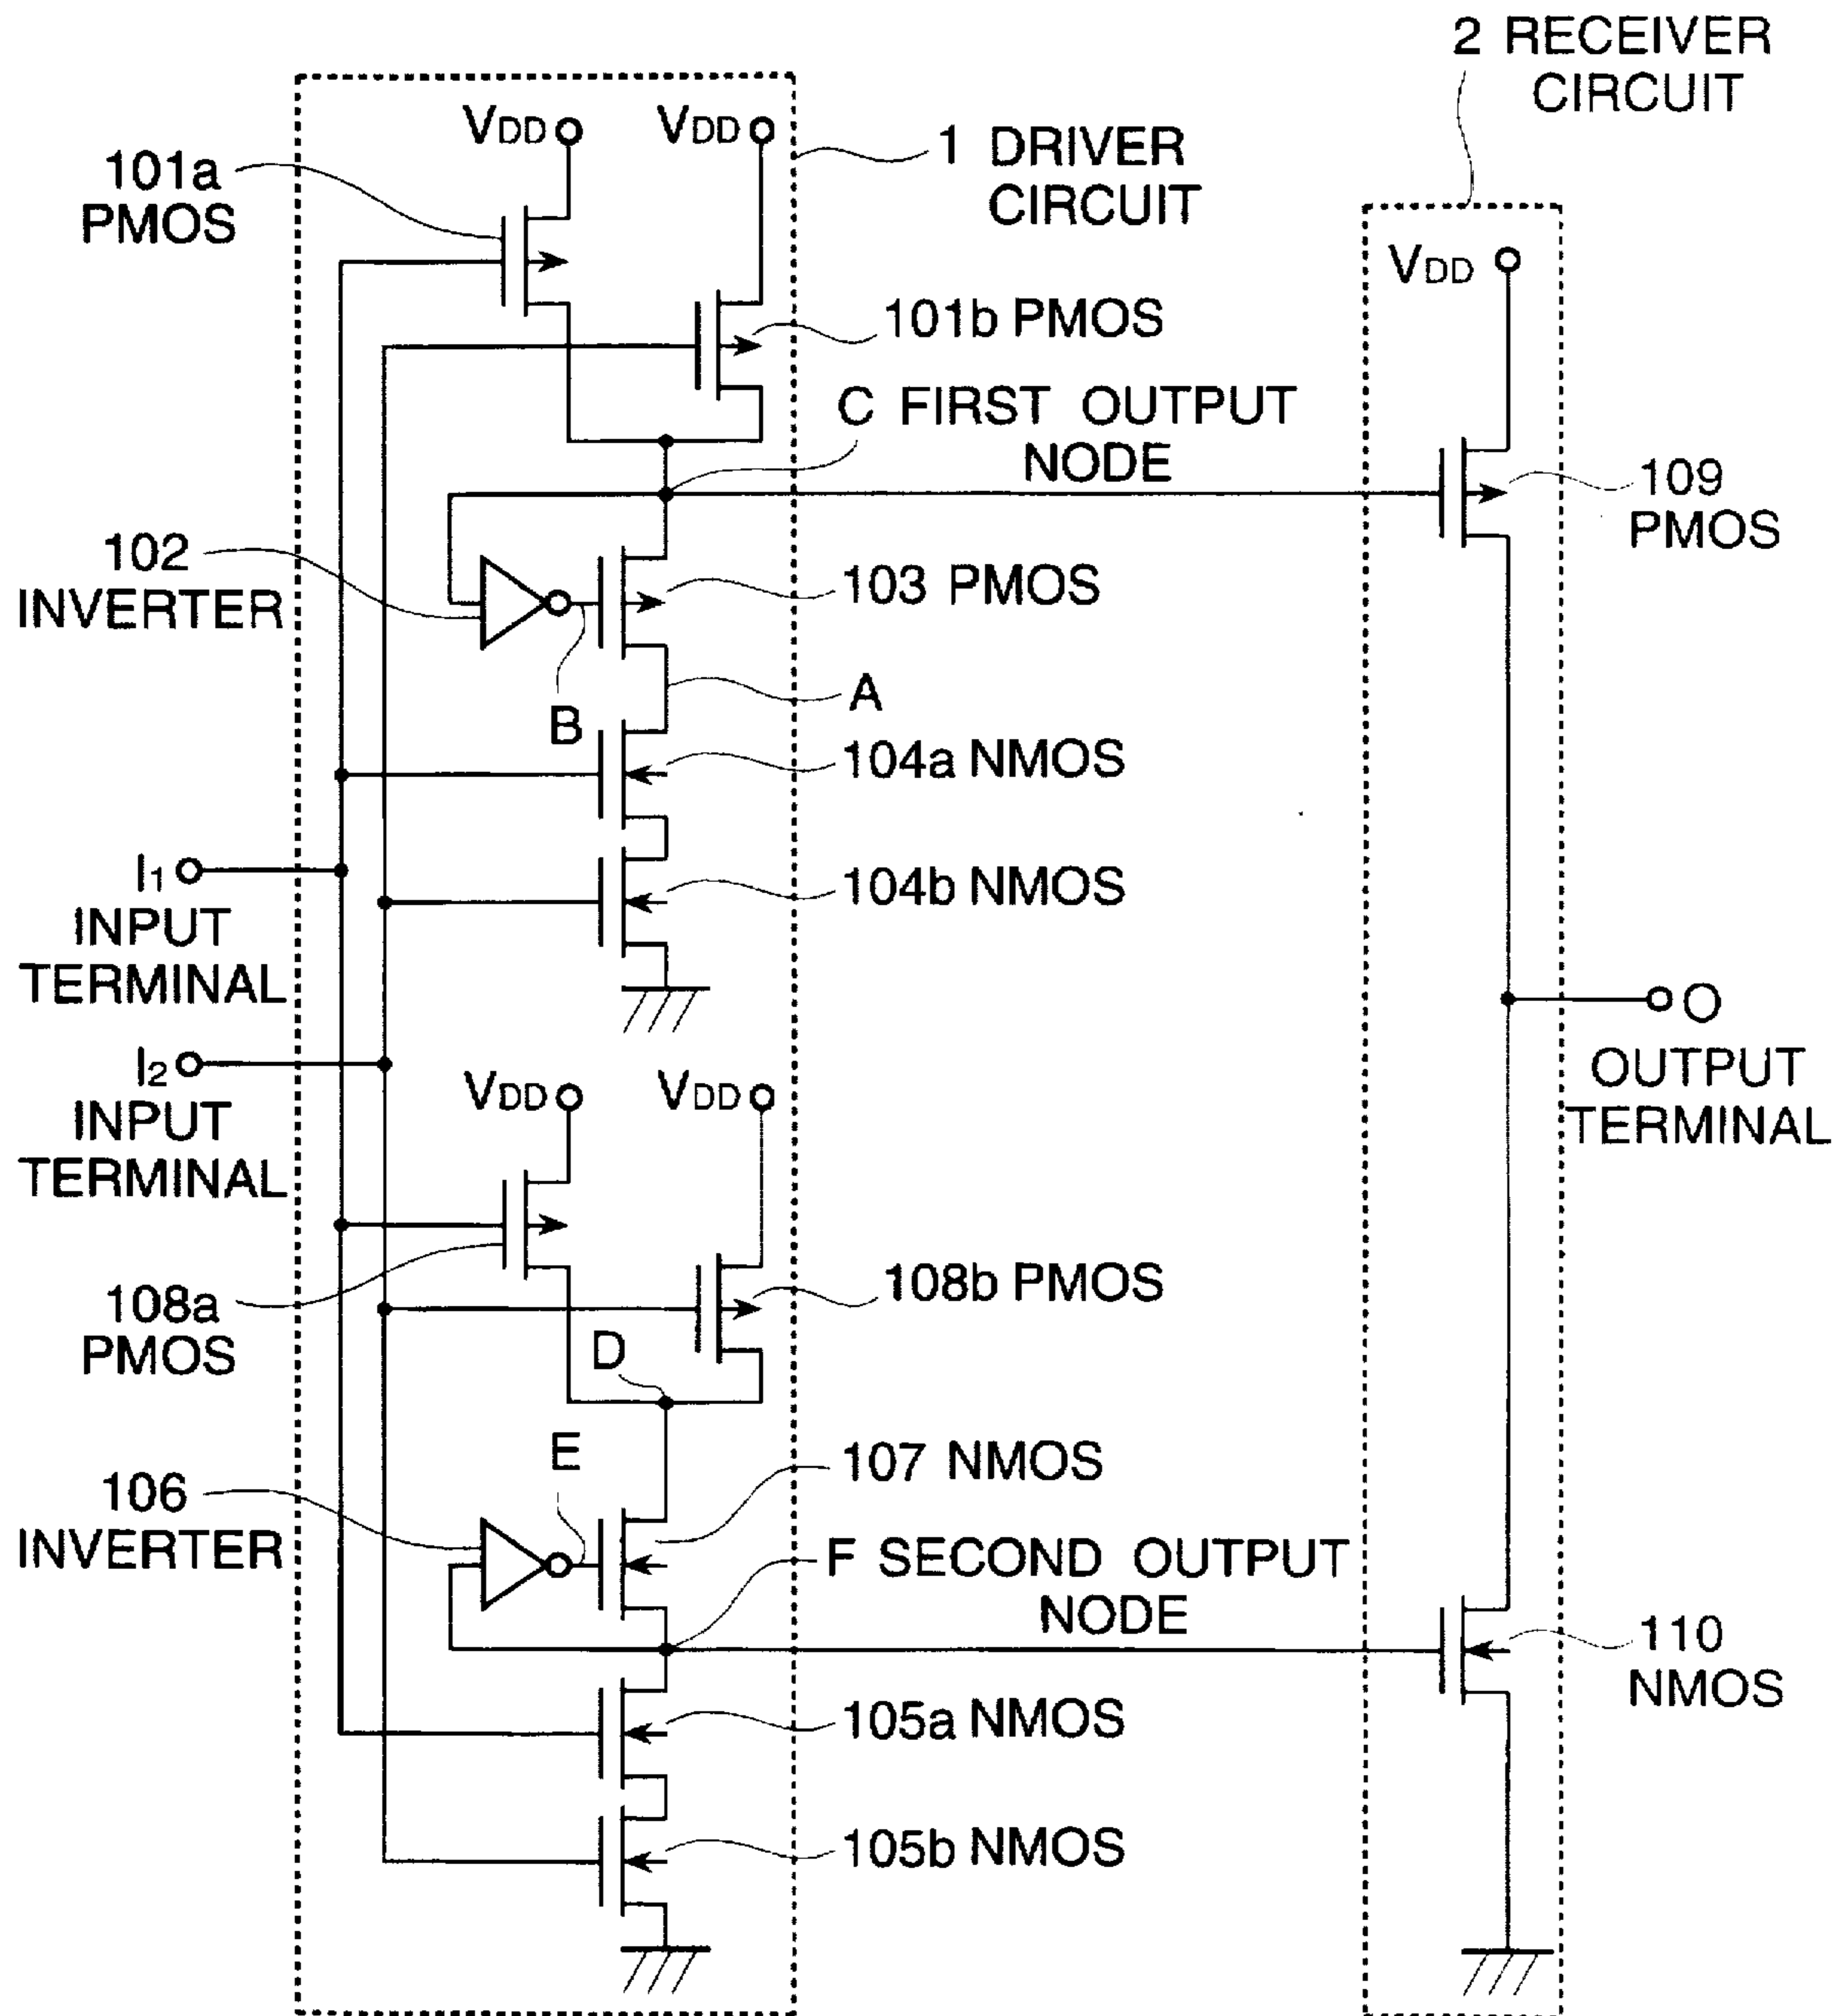 2 RECEIVER
CIRCUIT
VDD
VDD
1 DRIVER
CIRCUIT
101a
PMOS
VDD
101b PMOS
C FIRST OUTPUT
NODE
109
PMOS
102
INVERTER
103 PMOS
A
B
104a NMOS
I1
INPUT
TERMINAL
104b NMOS
O
OUTPUT
TERMINAL
I2
INPUT
TERMINAL
VDD
VDD
108a
PMOS
108b PMOS
D
E
107 NMOS
106
INVERTER
F SECOND OUTPUT
NODE
110
NMOS
105a NMOS
105b NMOS